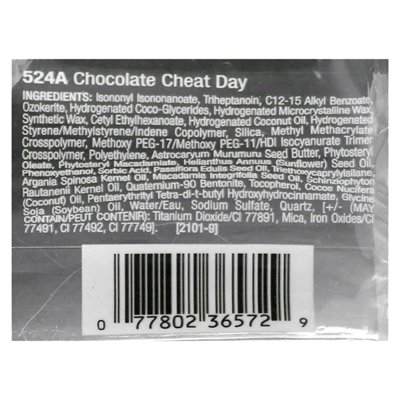 524A Chocolate Cheat Day
INGREDIENTS: Isononyl Isononanoate, Triheptanoin, C12-15 Alkyl Benzoate,
Ozokerite, Hydrogenated Coco-Glycerides, Hydrogenated Microcrystalline Wax,
Synthetic Wax, Cetyl Ethylhexanoate, Hydrogenated Coconut Oil, Hydrogenated
Styrene/Methylstyrene/Indene Copolymer, Silica, Methyl Methacrylate
Crosspolymer, Methoxy PEG-17/Methoxy PEG-11/HDI Isocyanurate Trimer
Crosspolymer, Polyethylene, Astrocaryum Murumuru Seed Butter, Phytosteryl
Oleate, Phytosteryl Macadamiate, Helianthus Annuus (Sunflower) Seed Oil,
Phenoxyethanol, Sorbic Acid, Passiflora Edulis Seed Oil, Triethoxycaprylylsilane,
Argania Spinosa Kernel Oil, Macadamia Integrifolia Seed Oil, Schinziophyton
Rautanenii Kernel Oil, Quaternium-90 Bentonite, Tocopherol, Cocos Nucifera
(Coconut) Oil, Pentaerythrityl Tetra-di-t-butyl Hydroxyhydrocinnamate, Glycine
Soja (Soybean) Oil, Water/Eau, Sodium Sulfate, Quartz, [+/- (MAY
CONTAIN/PEUT CONTENIR): Titanium Dioxide/CI 77891, Mica, Iron Oxides/CI
77491, CI 77492, CI 77749]. [2101-9]
0 77802 36572 9